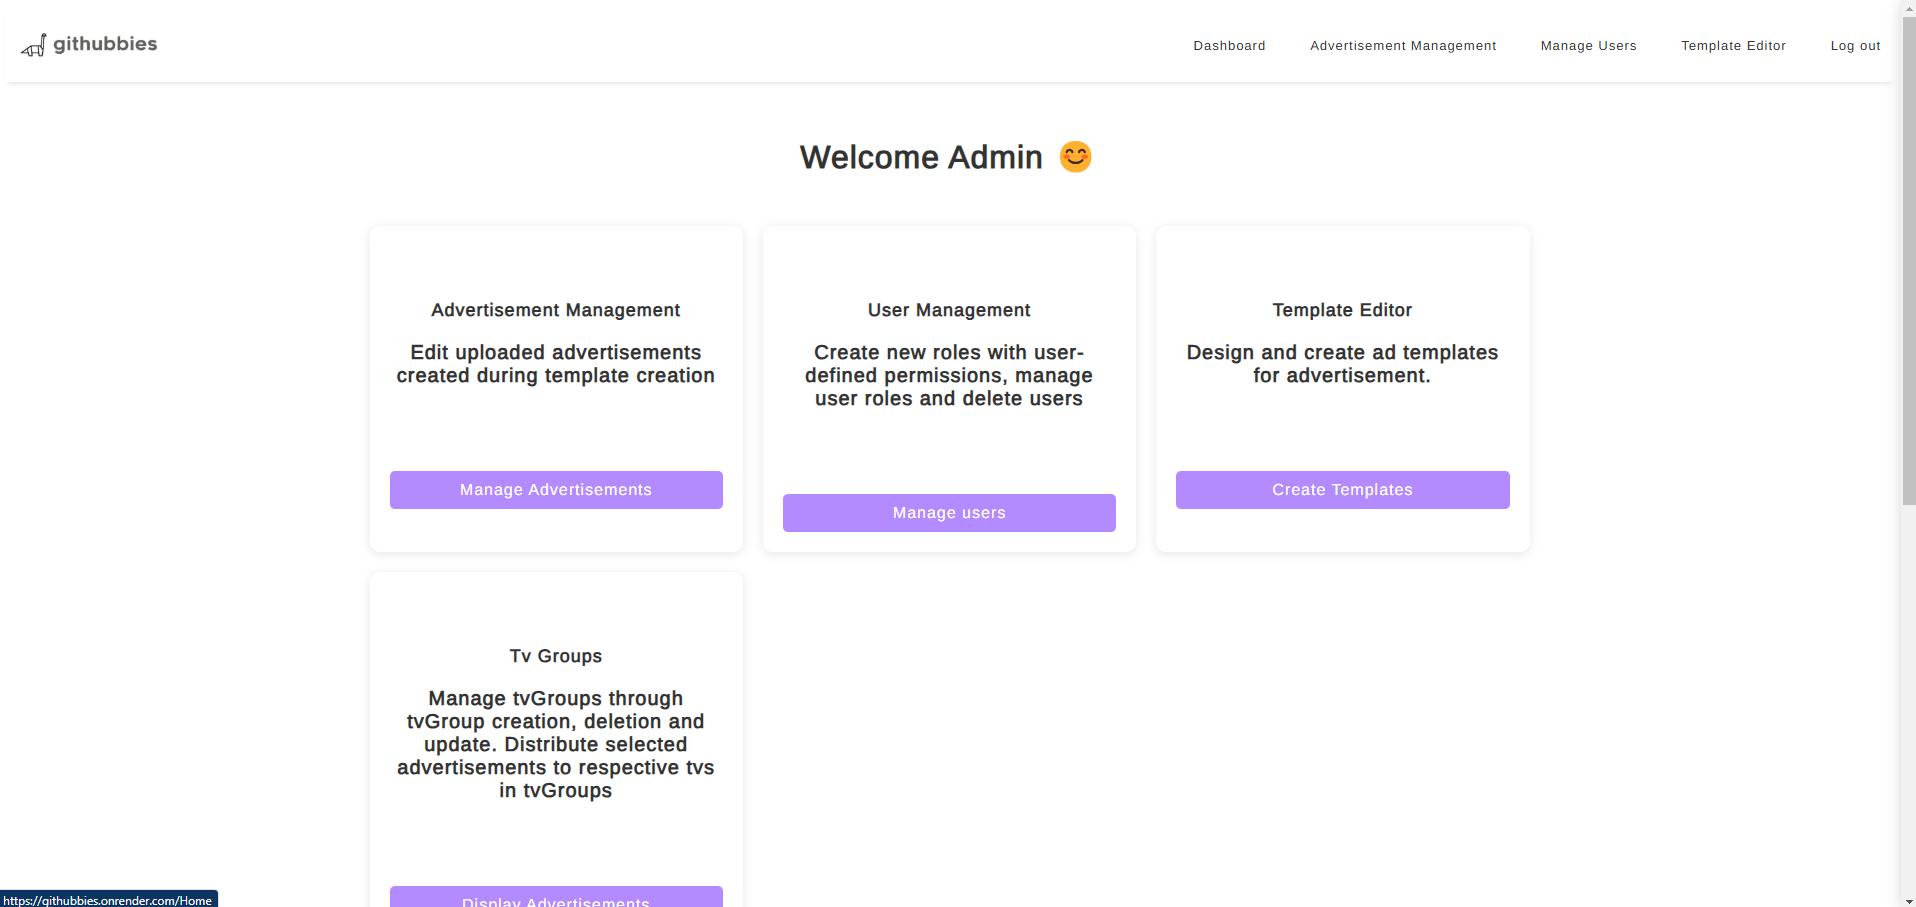 githubbies
Dashboard
Advertisement Management
Manage Users
Template Editor
Log out
Welcome Admin 😊
Advertisement Management
Edit uploaded advertisements
created during template creation
Manage Advertisements
User Management
Create new roles with user-
defined permissions, manage
user roles and delete users
Manage users
Template Editor
Design and create ad templates
for advertisement.
Create Templates
Tv Groups
Manage tvGroups through
tvGroup creation, deletion and
update. Distribute selected
advertisements to respective tvs
in tvGroups
Display Advertisements
https://githubbies.onrender.com/Home